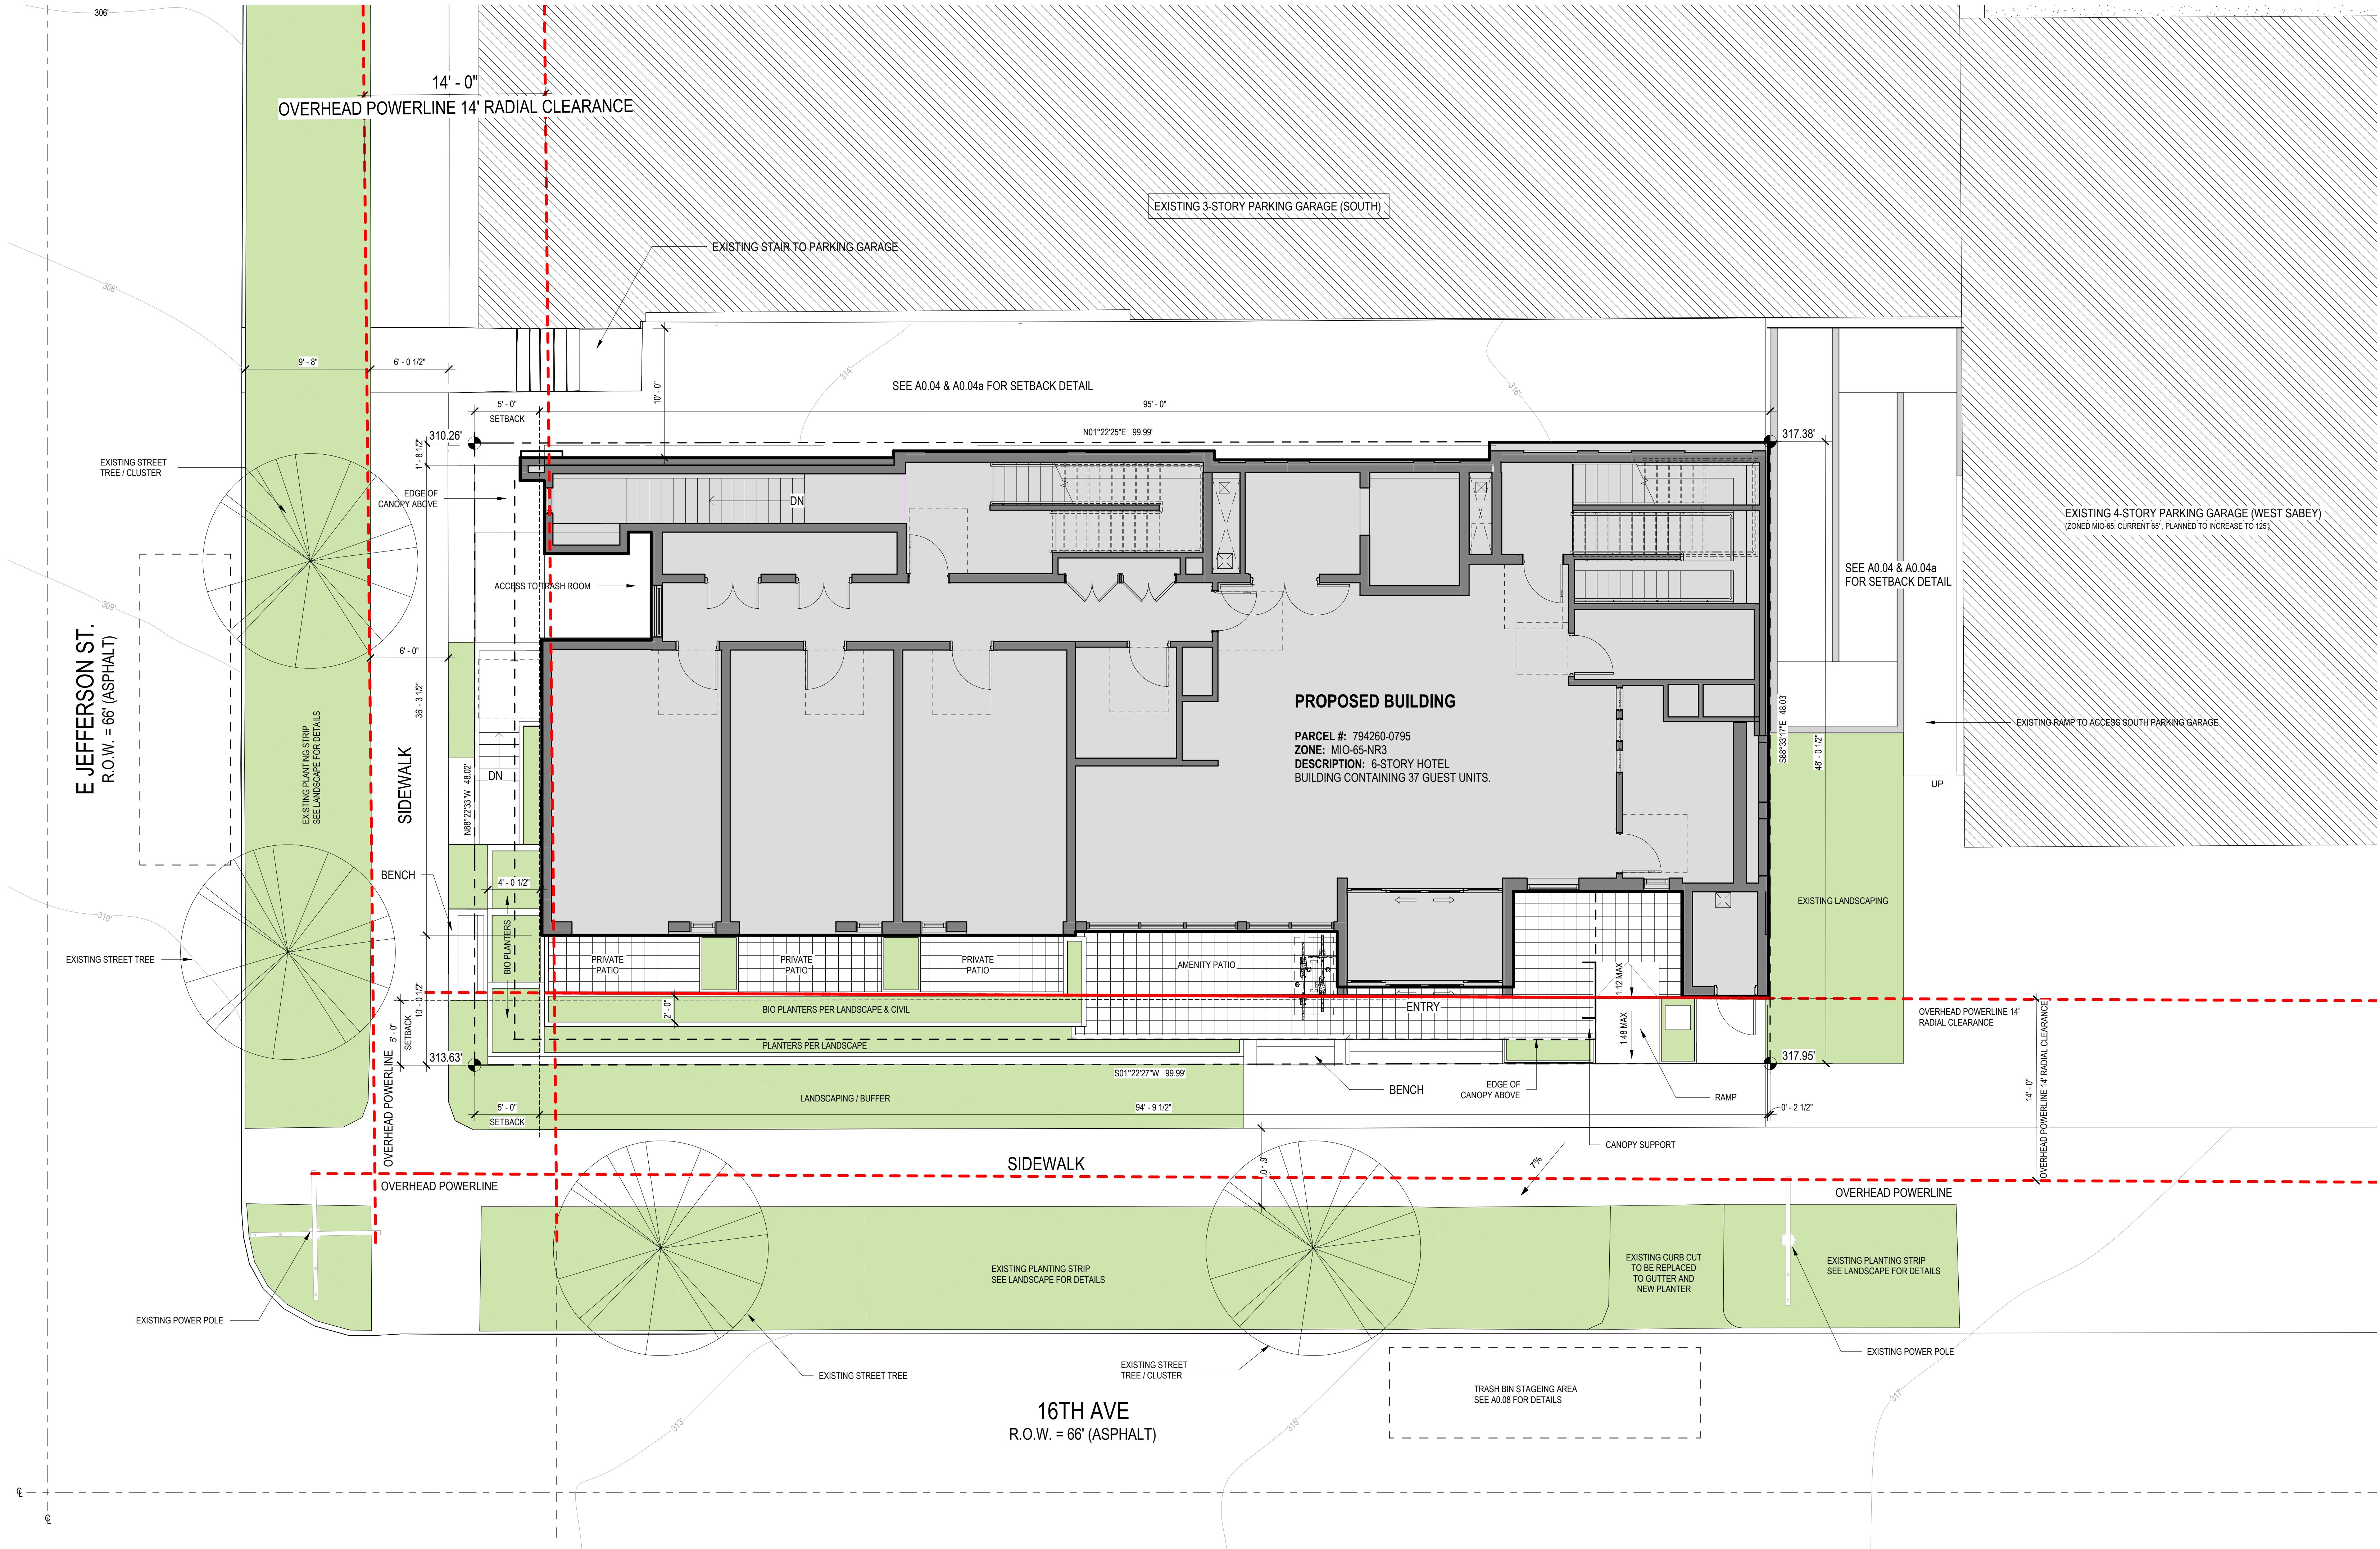 306'
14' - 0"
OVERHEAD POWERLINE 14' RADIAL CLEARANCE
EXISTING 3-STORY PARKING GARAGE (SOUTH)
EXISTING STAIR TO PARKING GARAGE
308'
9' - 8"
6' - 0 1/2"
314'
316'
10' - 0"
SEE A0.04 & A0.04a FOR SETBACK DETAIL
5' - 0"
SETBACK
95' - 0"
1' - 8 1/2"
310.26'
N01°22'25"E 99.99'
317.38'
EXISTING STREET
TREE / CLUSTER
EDGE OF
CANOPY ABOVE
DN
EXISTING 4-STORY PARKING GARAGE (WEST SABEY)
(ZONED MIO-65: CURRENT 65', PLANNED TO INCREASE TO 125')
SEE A0.04 & A0.04a
FOR SETBACK DETAIL
ACCESS TO TRASH ROOM
309'
E JEFFERSON ST.
R.O.W. = 66' (ASPHALT)
6' - 0"
36' - 3 1/2"
EXISTING PLANTING STRIP
SEE LANDSCAPE FOR DETAILS
SIDEWALK
N88°22'33"W 48.02'
DN
PROPOSED BUILDING
PARCEL #: 794260-0795
ZONE: MIO-65-NR3
DESCRIPTION: 6-STORY HOTEL
BUILDING CONTAINING 37 GUEST UNITS.
S88°33'17"E 48.03'
48' - 0 1/2"
EXISTING RAMP TO ACCESS SOUTH PARKING GARAGE
UP
BENCH
4' - 0 1/2"
310'
BIO PLANTERS
EXISTING LANDSCAPING
EXISTING STREET TREE
PRIVATE
PATIO
PRIVATE
PATIO
PRIVATE
PATIO
AMENITY PATIO
1:12 MAX
10' - 0 1/2"
5' - 0"
SETBACK
2' - 0"
BIO PLANTERS PER LANDSCAPE & CIVIL
ENTRY
OVERHEAD POWERLINE 14'
RADIAL CLEARANCE
1:48 MAX
PLANTERS PER LANDSCAPE
313.63'
317.95'
OVERHEAD POWERLINE
S01°22'27"W 99.99'
BENCH
EDGE OF
CANOPY ABOVE
RAMP
LANDSCAPING / BUFFER
5' - 0"
SETBACK
94' - 9 1/2"
0' - 2 1/2"
14' - 0"
OVERHEAD POWERLINE 14' RADIAL CLEARANCE
CANOPY SUPPORT
SIDEWALK
6' - 0"
7%
OVERHEAD POWERLINE
OVERHEAD POWERLINE
EXISTING PLANTING STRIP
SEE LANDSCAPE FOR DETAILS
EXISTING CURB CUT
TO BE REPLACED
TO GUTTER AND
NEW PLANTER
EXISTING PLANTING STRIP
SEE LANDSCAPE FOR DETAILS
EXISTING POWER POLE
EXISTING POWER POLE
EXISTING STREET TREE
EXISTING STREET
TREE / CLUSTER
TRASH BIN STAGEING AREA
SEE A0.08 FOR DETAILS
16TH AVE
R.O.W. = 66' (ASPHALT)
313'
315'
317'